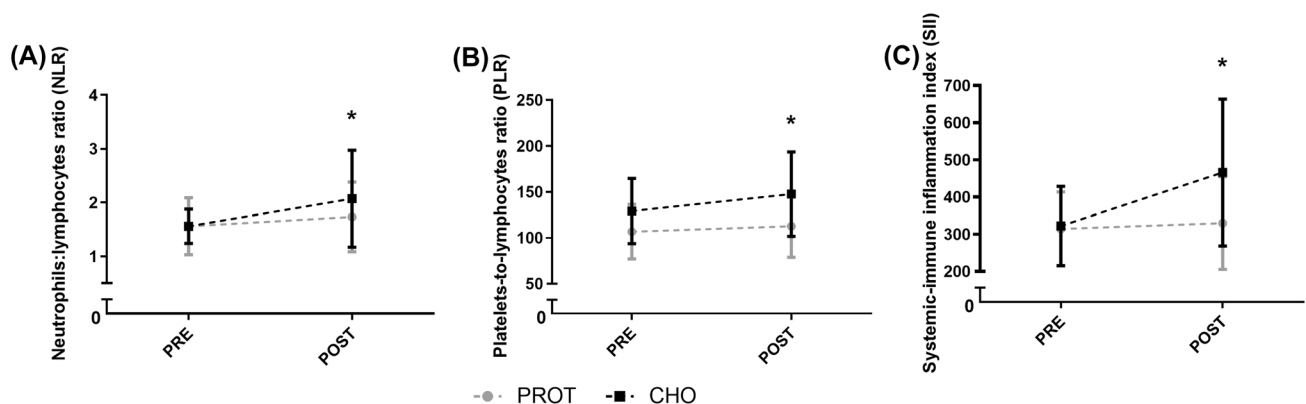 (A)
Neutrophils:lymphocytes ratio (NLR)
4
3
2
1
0
*
PRE
POST
(B)
Platelets-to-lymphocytes ratio (PLR)
250
200
150
100
50
0
*
PRE
POST
(C)
Systemic-immune inflammation index (SII)
700
600
500
400
300
200
0
*
PRE
POST
PROT
CHO